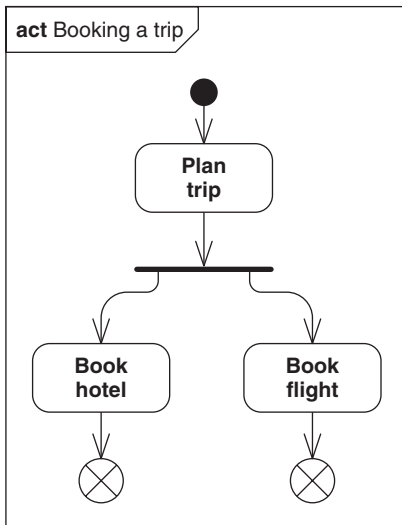 act Booking a trip
Plan
trip
Book
hotel
Book
flight